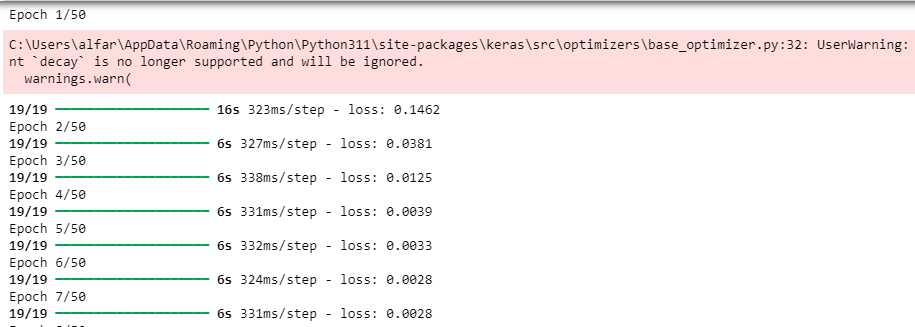 Epoch 1/50
C:\Users\alfar\AppData\Roaming\Python\Python311\site-packages\keras\src\optimizers\base_optimizer.py:32: UserWarning:
nt `decay` is no longer supported and will be ignored.
  warnings.warn(
19/19 ━━━━━━━━━━━━━━━━━━━━ 16s 323ms/step - loss: 0.1462
Epoch 2/50
19/19 ━━━━━━━━━━━━━━━━━━━━ 6s 327ms/step - loss: 0.0381
Epoch 3/50
19/19 ━━━━━━━━━━━━━━━━━━━━ 6s 338ms/step - loss: 0.0125
Epoch 4/50
19/19 ━━━━━━━━━━━━━━━━━━━━ 6s 331ms/step - loss: 0.0039
Epoch 5/50
19/19 ━━━━━━━━━━━━━━━━━━━━ 6s 332ms/step - loss: 0.0033
Epoch 6/50
19/19 ━━━━━━━━━━━━━━━━━━━━ 6s 324ms/step - loss: 0.0028
Epoch 7/50
19/19 ━━━━━━━━━━━━━━━━━━━━ 6s 331ms/step - loss: 0.0028